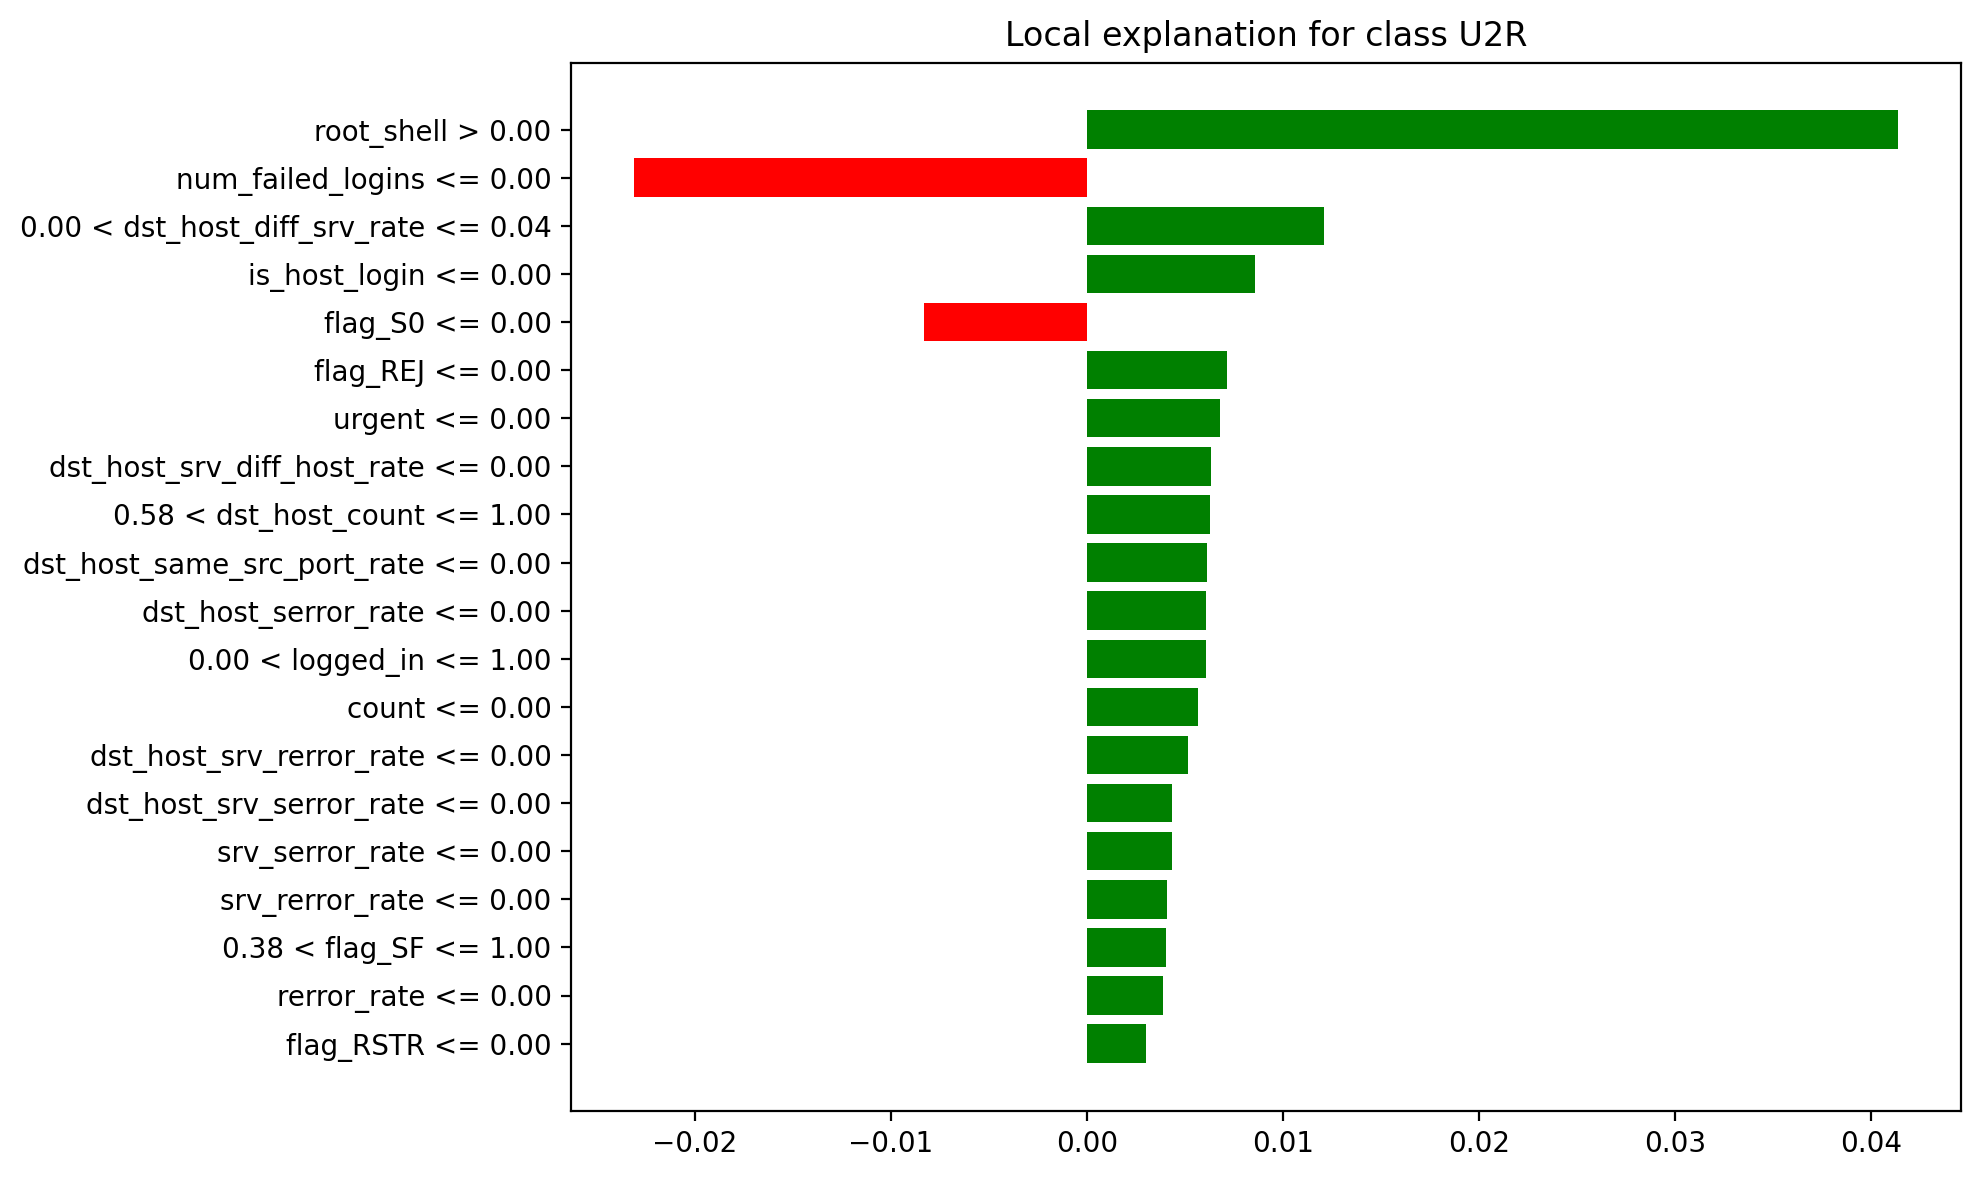 Local explanation for class U2R
root_shell > 0.00
num_failed_logins <= 0.00
0.00 < dst_host_diff_srv_rate <= 0.04
is_host_login <= 0.00
flag_S0 <= 0.00
flag_REJ <= 0.00
urgent <= 0.00
dst_host_srv_diff_host_rate <= 0.00
0.58 < dst_host_count <= 1.00
dst_host_same_src_port_rate <= 0.00
dst_host_serror_rate <= 0.00
0.00 < logged_in <= 1.00
count <= 0.00
dst_host_srv_rerror_rate <= 0.00
dst_host_srv_serror_rate <= 0.00
srv_serror_rate <= 0.00
srv_rerror_rate <= 0.00
0.38 < flag_SF <= 1.00
rerror_rate <= 0.00
flag_RSTR <= 0.00
−0.02 −0.01 0.00 0.01 0.02 0.03 0.04